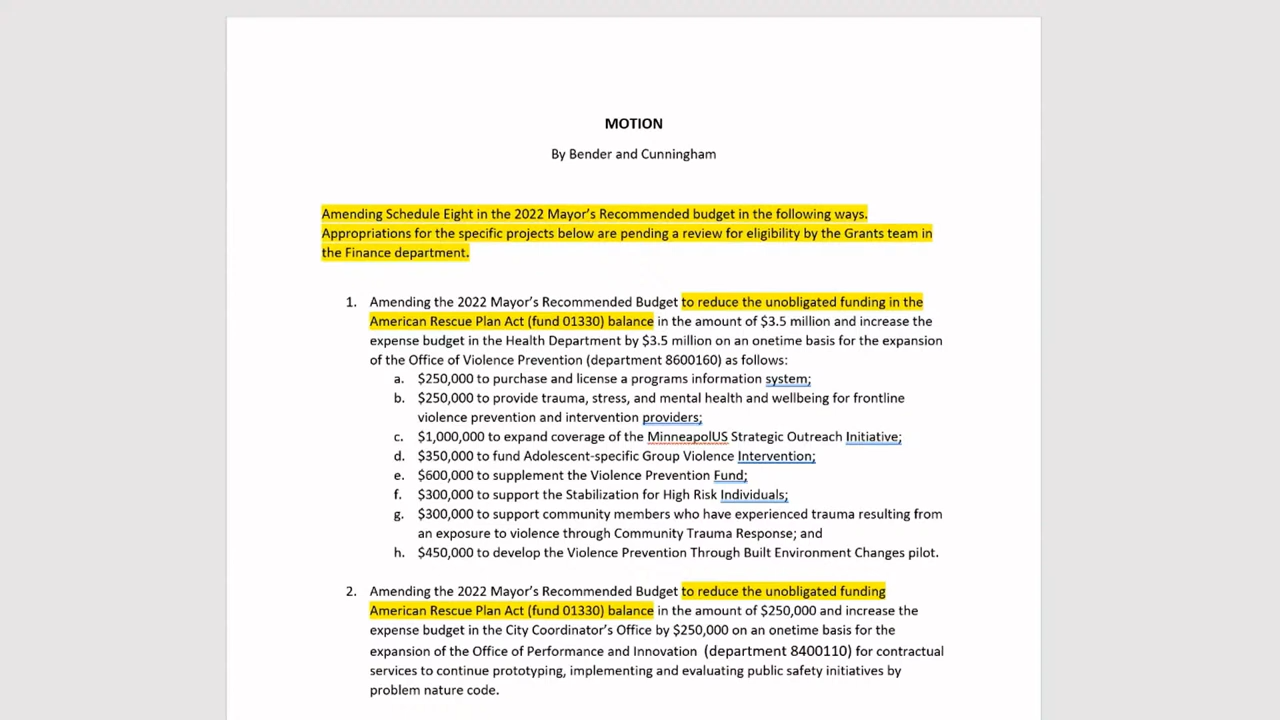 MOTION
By Bender and Cunningham
Amending Schedule Eight in the 2022 Mayor's Recommended budget in the following ways.
Appropriations for the specific projects below are pending a review for eligibility by the Grants team in
the Finance department.
1. Amending the 2022 Mayor's Recommended Budget to reduce the unobligated funding in the
American Rescue Plan Act (fund 01330) balance in the amount of $3.5 million and increase the
expense budget in the Health Department by $3.5 million on an onetime basis for the expansion
of the Office of Violence Prevention (department 8600160) as follows:
a. $250,000 to purchase and license a programs information system;
b. $250,000 to provide trauma, stress, and mental health and wellbeing for frontline
violence prevention and intervention providers;
c. $1,000,000 to expand coverage of the MinneapolUS Strategic Outreach Initiative;
d. $350,000 to fund Adolescent-specific Group Violence Intervention;
e. $600,000 to supplement the Violence Prevention Fund;
f. $300,000 to support the Stabilization for High Risk Individuals;
g. $300,000 to support community members who have experienced trauma resulting from
an exposure to violence through Community Trauma Response; and
h. $450,000 to develop the Violence Prevention Through Built Environment Changes pilot.
2. Amending the 2022 Mayor's Recommended Budget to reduce the unobligated funding
American Rescue Plan Act (fund 01330) balance in the amount of $250,000 and increase the
expense budget in the City Coordinator's Office by $250,000 on an onetime basis for the
expansion of the Office of Performance and Innovation (department 8400110) for contractual
services to continue prototyping, implementing and evaluating public safety initiatives by
problem nature code.